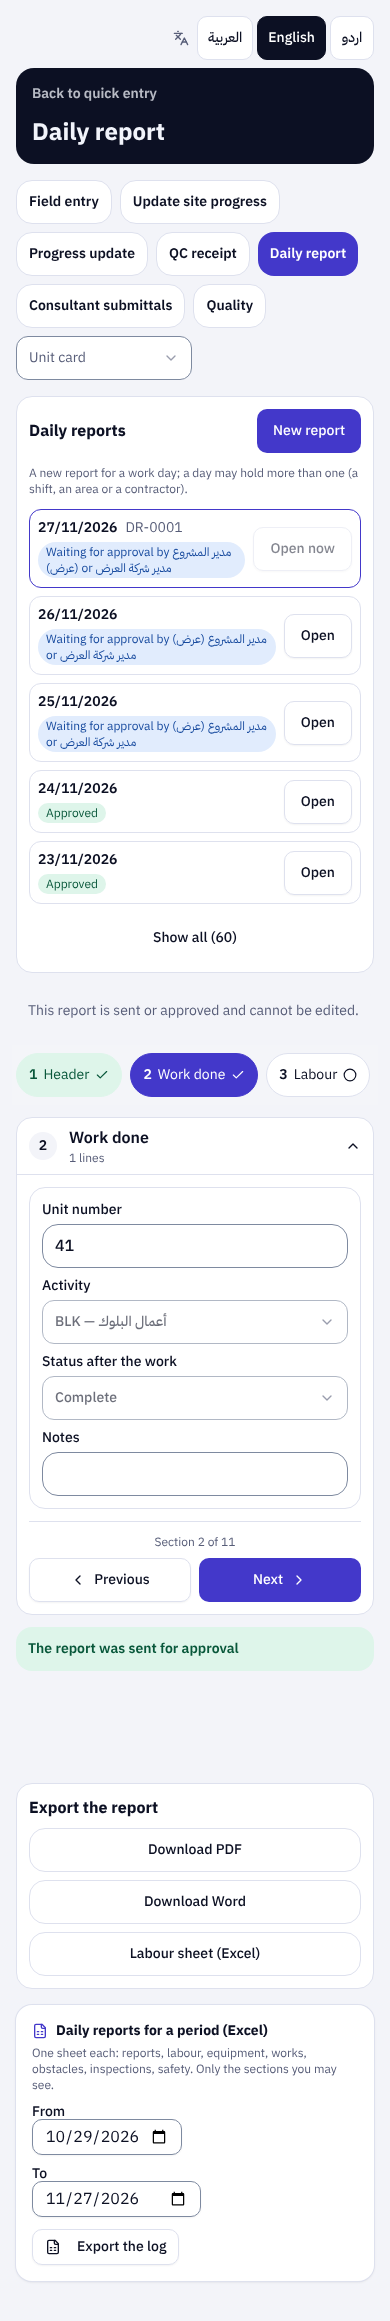 العربية
English
اردو
Back to quick entry
Daily report
Field entry
Update site progress
Progress update
QC receipt
Daily report
Consultant submittals
Quality
Unit card
Daily reports
New report
A new report for a work day; a day may hold more than one (a
shift, an area or a contractor).
27/11/2026 DR-0001
Waiting for approval by مدير المشروع
(عرض) or مدير شركة العرض
Open now
26/11/2026
Waiting for approval by مدير المشروع (عرض)
or مدير شركة العرض
Open
25/11/2026
Waiting for approval by مدير المشروع (عرض)
or مدير شركة العرض
Open
24/11/2026
Approved
Open
23/11/2026
Approved
Open
Show all (60)
This report is sent or approved and cannot be edited.
1 Header
2 Work done
3 Labour
2
Work done
1 lines
Unit number
41
Activity
BLK — أعمال البلوك
Status after the work
Complete
Notes
Section 2 of 11
Previous
Next
The report was sent for approval
Export the report
Download PDF
Download Word
Labour sheet (Excel)
Daily reports for a period (Excel)
One sheet each: reports, labour, equipment, works,
obstacles, inspections, safety. Only the sections you may
see.
From
10/29/2026
To
11/27/2026
Export the log